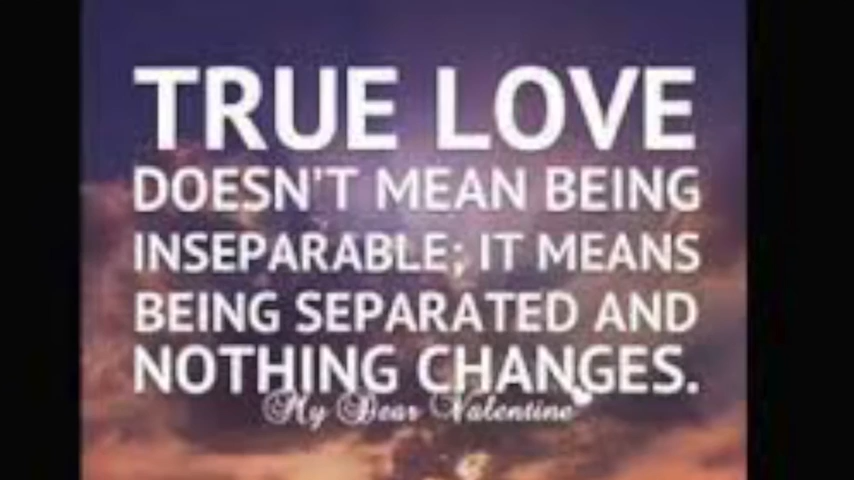 TRUE LOVE
DOESN'T MEAN BEING
INSEPARABLE; IT MEANS
BEING SEPARATED AND
NOTHING CHANGES.
My Dear Valentine